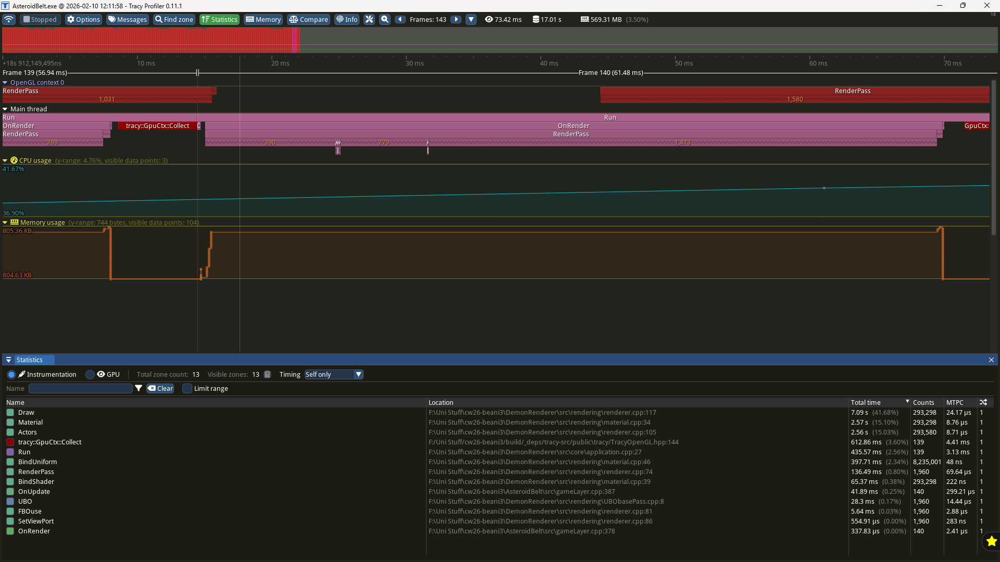 AsteroidBelt.exe @ 2026-02-10 12:11:58 - Tracy Profiler 0.11.1
Stopped Options Messages Find zone Statistics Memory Compare Info Frames: 143 73.42 ms 17.01 s 569.31 MB (3.50%) 18
+18s 912,149,495ns 10 ms 20 ms 30 ms 40 ms 50 ms 60 ms 70 ms
Frame 139 (56.94 ms) Frame 140 (61.48 ms)
OpenGL context 0
RenderPass RenderPass
1,031 1,580
Main thread
Run Run
OnRender tracy::GpuCtx::Collect OnRender GpuCtx:
RenderPass RenderPass
299 390 279 1,413
CPU usage (y-range: 4.76%, visible data points: 3)
41.67%
36.90%
Memory usage (y-range: 744 bytes, visible data points: 104)
805.36 KB
804.63 KB
Statistics
Instrumentation GPU Total zone count: 13 Visible zones: 13 Timing Self only
Name Clear Limit range
Name Location Total time Counts MTPC
Draw F:\Uni Stuff\cw26-beani3\DemonRenderer\src\rendering\renderer.cpp:117 7.09 s (41.68%) 293,298 24.17 µs 1
Material F:\Uni Stuff\cw26-beani3\DemonRenderer\src\rendering\material.cpp:34 2.57 s (15.10%) 293,298 8.76 µs 1
Actors F:\Uni Stuff\cw26-beani3\DemonRenderer\src\rendering\renderer.cpp:105 2.56 s (15.03%) 293,580 8.71 µs 1
tracy::GpuCtx::Collect F:/Uni Stuff/cw26-beani3/build/_deps/tracy-src/public\tracy/TracyOpenGL.hpp:144 612.86 ms (3.60%) 139 4.41 ms 1
Run F:\Uni Stuff\cw26-beani3\DemonRenderer\src\core\application.cpp:27 435.57 ms (2.56%) 139 3.13 ms 1
BindUniform F:\Uni Stuff\cw26-beani3\DemonRenderer\src\rendering\material.cpp:46 397.71 ms (2.34%) 8,235,001 48 ns 1
RenderPass F:\Uni Stuff\cw26-beani3\DemonRenderer\src\rendering\renderer.cpp:74 136.49 ms (0.80%) 1,960 69.64 µs 1
BindShader F:\Uni Stuff\cw26-beani3\DemonRenderer\src\rendering\material.cpp:39 65.37 ms (0.38%) 293,298 222 ns 1
OnUpdate F:\Uni Stuff\cw26-beani3\AsteroidBelt\src\gameLayer.cpp:387 41.89 ms (0.25%) 140 299.21 µs 1
UBO F:\Uni Stuff\cw26-beani3\DemonRenderer\src\rendering\UBObasePass.cpp:8 28.3 ms (0.17%) 1,960 14.44 µs 1
FBOuse F:\Uni Stuff\cw26-beani3\DemonRenderer\src\rendering\renderer.cpp:81 5.64 ms (0.03%) 1,960 2.88 µs 1
SetViewPort F:\Uni Stuff\cw26-beani3\DemonRenderer\src\rendering\renderer.cpp:86 554.91 µs (0.00%) 1,960 283 ns 1
OnRender F:\Uni Stuff\cw26-beani3\AsteroidBelt\src\gameLayer.cpp:378 337.83 µs (0.00%) 140 2.41 µs 1